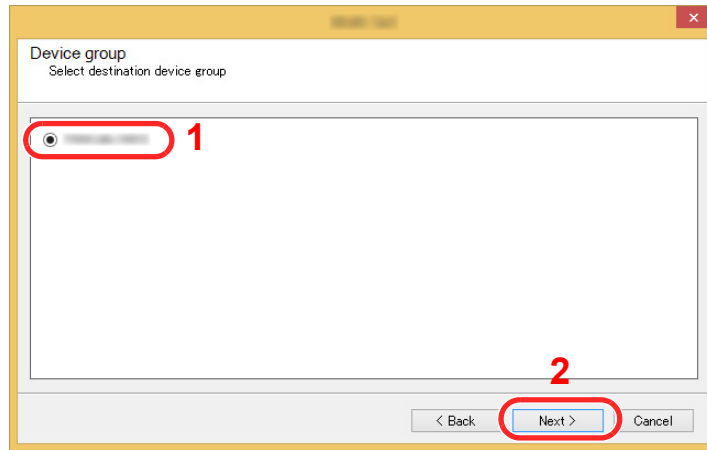 Device group
Select destination device group
1
2
< Back
Next >
Cancel